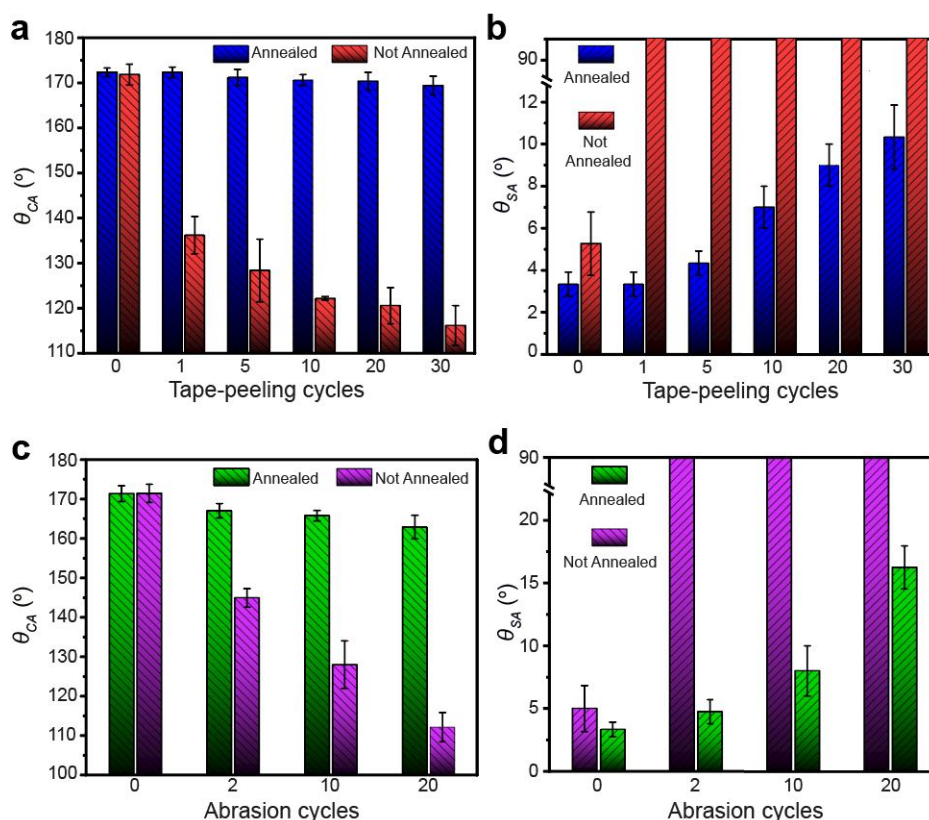 a
180
170
160
150
140
130
120
110
θCA (º)
Annealed
Not Annealed
0 1 5 10 20 30
Tape-peeling cycles
b
90
12
10
8
6
4
2
0
θSA (º)
Annealed
Not
Annealed
0 1 5 10 20 30
Tape-peeling cycles
c
180
170
160
150
140
130
120
110
100
θCA (º)
Annealed
Not Annealed
0 2 10 20
Abrasion cycles
d
90
20
15
10
5
0
θSA (º)
Annealed
Not Annealed
0 2 10 20
Abrasion cycles